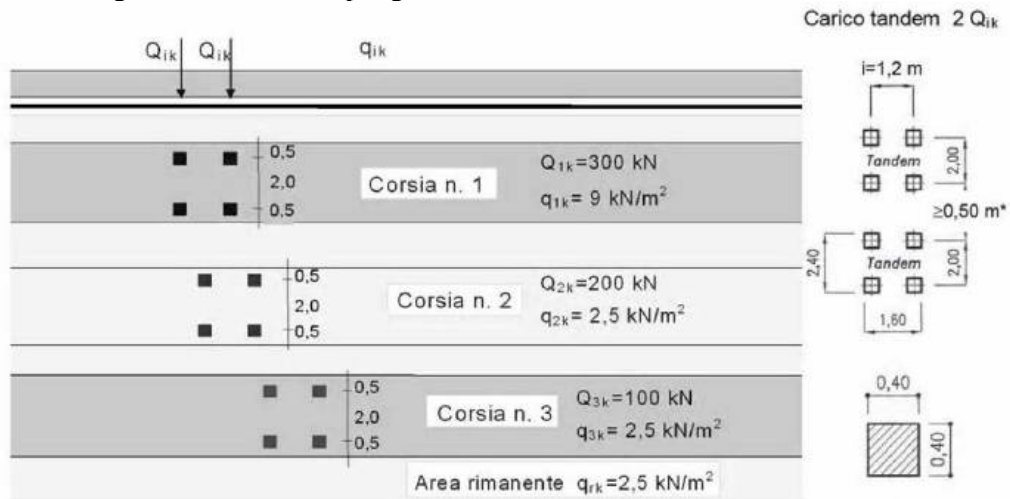 Carico tandem 2 Qik
Qik Qik qik
i=1,2 m
0,5
2,0
0,5
Corsia n. 1
Q1k=300 kN
q1k= 9 kN/m²
Tandem
2,00
≥0,50 m*
0,5
2,0
0,5
Corsia n. 2
Q2k=200 kN
q2k= 2,5 kN/m²
2,40
Tandem
2,00
1,60
0,5
2,0
0,5
Corsia n. 3
Q3k=100 kN
q3k= 2,5 kN/m²
0,40
0,40
Area rimanente qrk=2,5 kN/m²